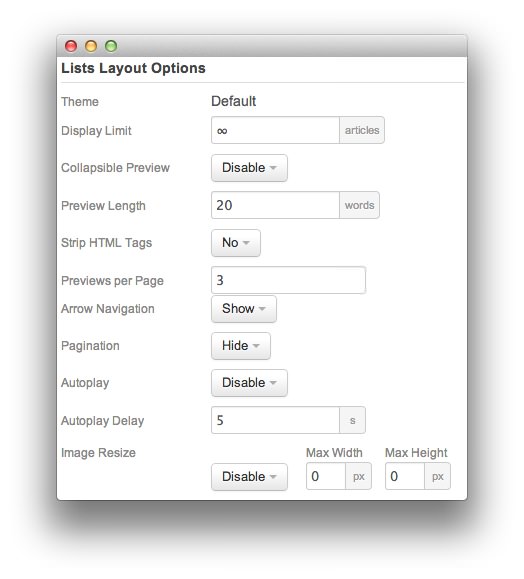 Lists Layout Options
Theme Default
Display Limit ∞ articles
Collapsible Preview Disable
Preview Length 20 words
Strip HTML Tags No
Previews per Page 3
Arrow Navigation Show
Pagination Hide
Autoplay Disable
Autoplay Delay 5 s
Image Resize Max Width Max Height
Disable 0 px 0 px